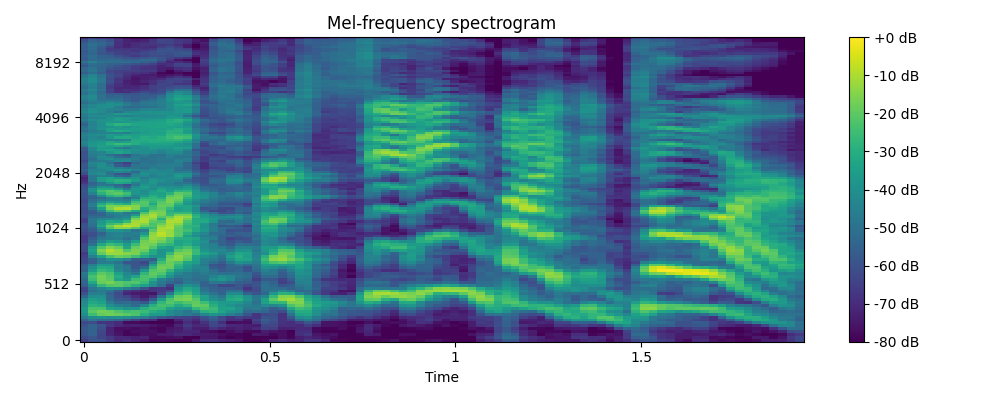 Mel-frequency spectrogram
Hz
8192
4096
2048
1024
512
0
0
0.5
1
1.5
Time
+0 dB
-10 dB
-20 dB
-30 dB
-40 dB
-50 dB
-60 dB
-70 dB
-80 dB